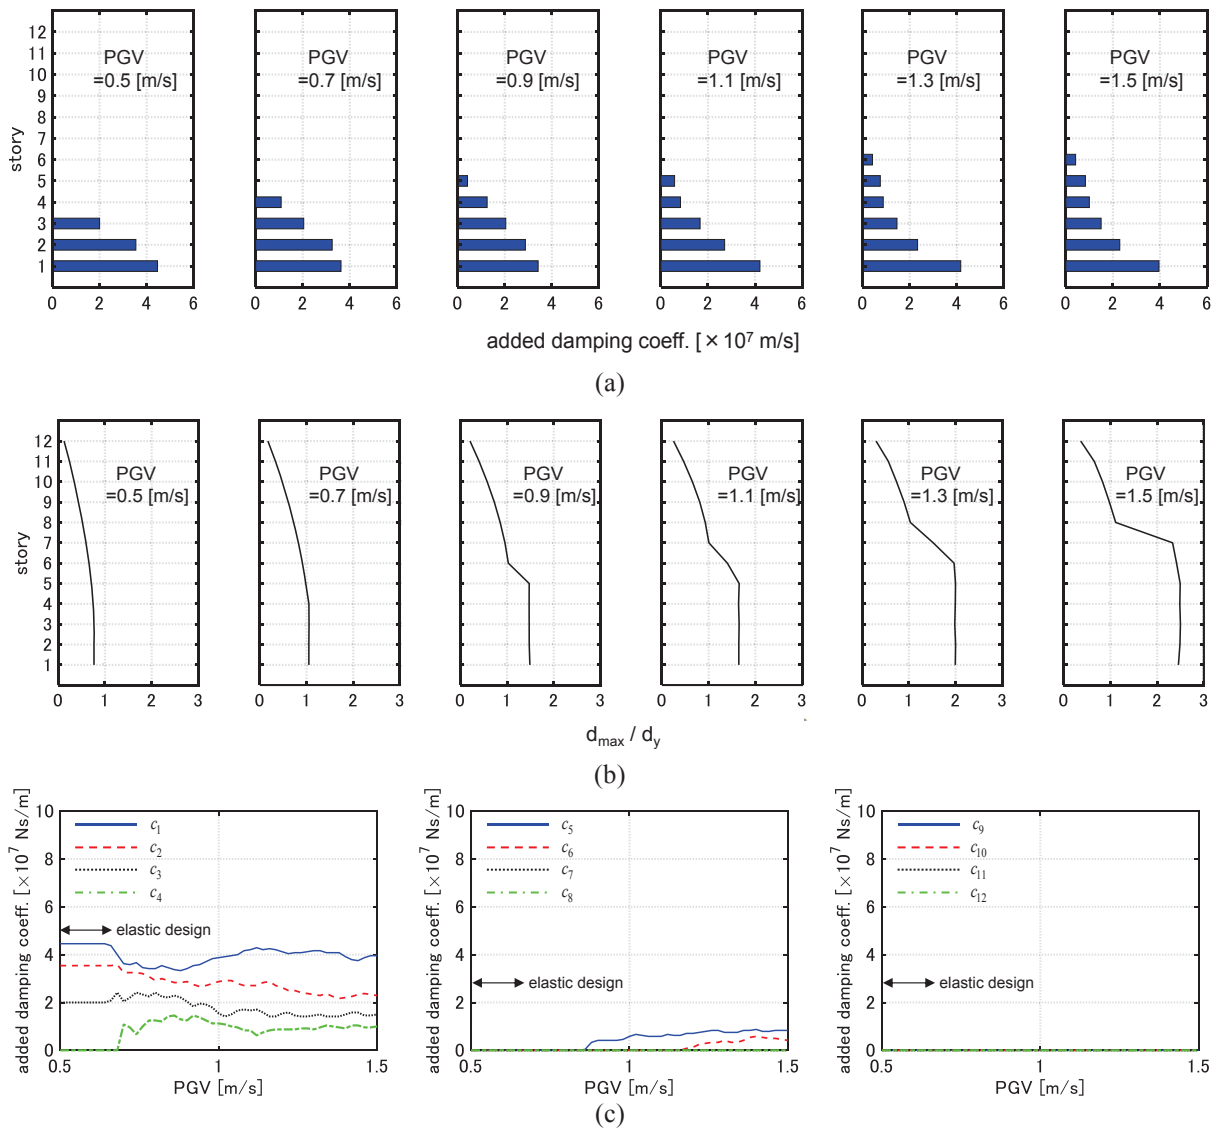 12
11
10
9
8
7
6
5
4
3
2
1
story
PGV
=0.5 [m/s]
PGV
=0.7 [m/s]
PGV
=0.9 [m/s]
PGV
=1.1 [m/s]
PGV
=1.3 [m/s]
PGV
=1.5 [m/s]
0 2 4 6
0 2 4 6
0 2 4 6
0 2 4 6
0 2 4 6
0 2 4 6
added damping coeff. [×10⁷ m/s]
(a)
12
11
10
9
8
7
6
5
4
3
2
1
story
PGV
=0.5 [m/s]
PGV
=0.7 [m/s]
PGV
=0.9 [m/s]
PGV
=1.1 [m/s]
PGV
=1.3 [m/s]
PGV
=1.5 [m/s]
0 1 2 3
0 1 2 3
0 1 2 3
0 1 2 3
0 1 2 3
0 1 2 3
d_max / d_y
(b)
added damping coeff. [×10⁷ Ns/m]
10
8
6
4
2
0
c₁
c₂
c₃
c₄
elastic design
0.5 1 1.5
PGV [m/s]
added damping coeff. [×10⁷ Ns/m]
10
8
6
4
2
0
c₅
c₆
c₇
c₈
elastic design
0.5 1 1.5
PGV [m/s]
added damping coeff. [×10⁷ Ns/m]
10
8
6
4
2
0
c₉
c₁₀
c₁₁
c₁₂
elastic design
0.5 1 1.5
PGV [m/s]
(c)